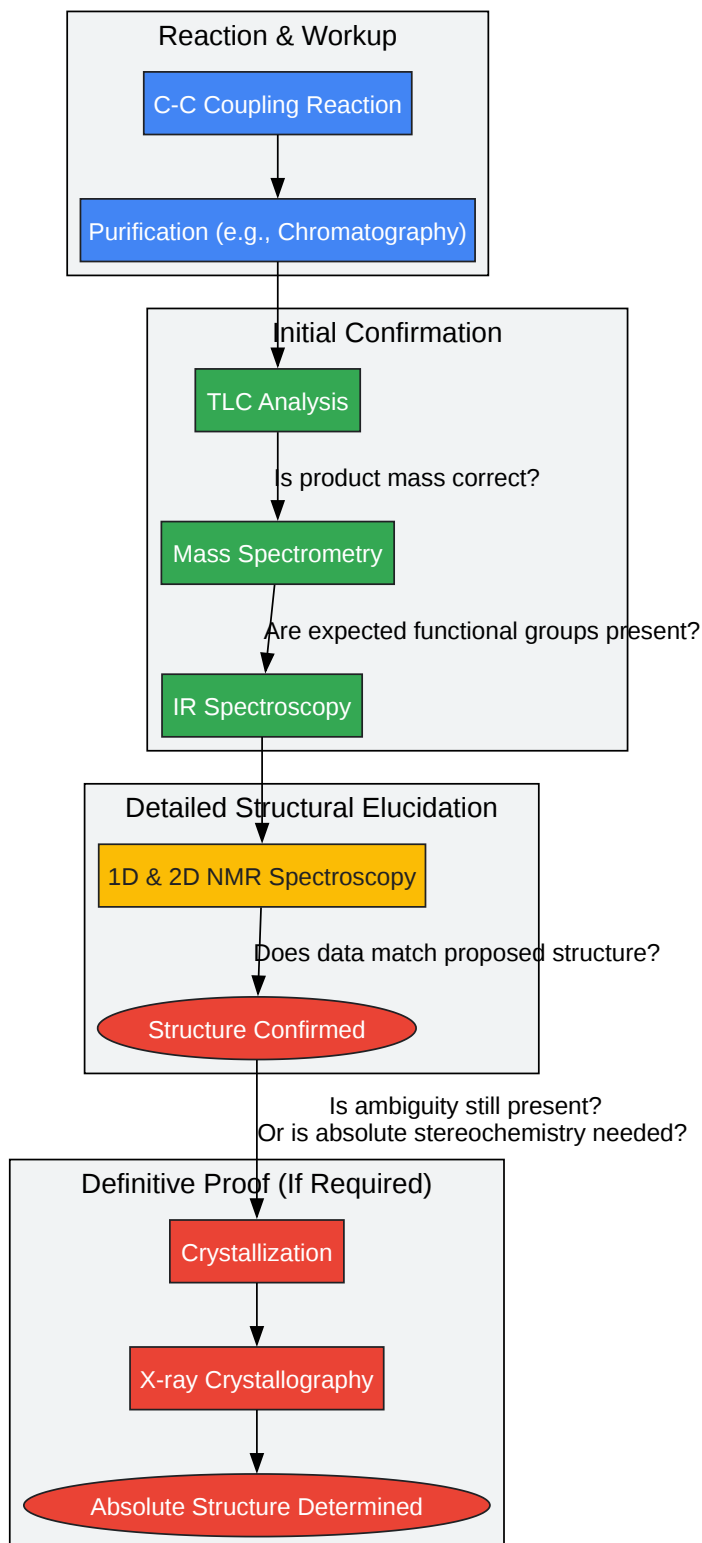 Reaction & Workup
C-C Coupling Reaction
Purification (e.g., Chromatography)
Initial Confirmation
TLC Analysis
Is product mass correct?
Mass Spectrometry
Are expected functional groups present?
IR Spectroscopy
Detailed Structural Elucidation
1D & 2D NMR Spectroscopy
Does data match proposed structure?
Structure Confirmed
Is ambiguity still present?
Or is absolute stereochemistry needed?
Definitive Proof (If Required)
Crystallization
X-ray Crystallography
Absolute Structure Determined